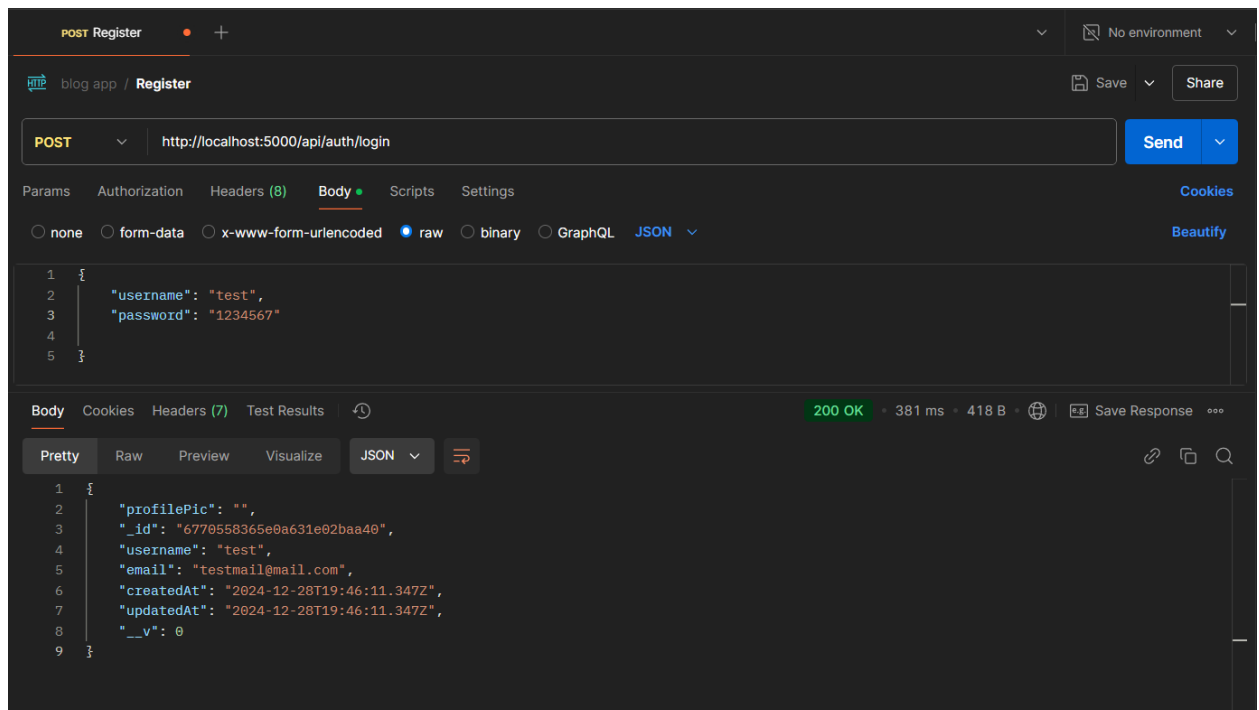 POST Register
No environment
HTTP blog app / Register Save Share
POST http://localhost:5000/api/auth/login Send
Params Authorization Headers (8) Body Scripts Settings Cookies
none form-data x-www-form-urlencoded raw binary GraphQL JSON Beautify
1 {
2 "username": "test",
3 "password": "1234567"
4
5 }
Body Cookies Headers (7) Test Results 200 OK • 381 ms • 418 B • e.g. Save Response
Pretty Raw Preview Visualize JSON
1 {
2 "profilePic": "",
3 "_id": "6770558365e0a631e02baa40",
4 "username": "test",
5 "email": "testmail@mail.com",
6 "createdAt": "2024-12-28T19:46:11.347Z",
7 "updatedAt": "2024-12-28T19:46:11.347Z",
8 "__v": 0
9 }